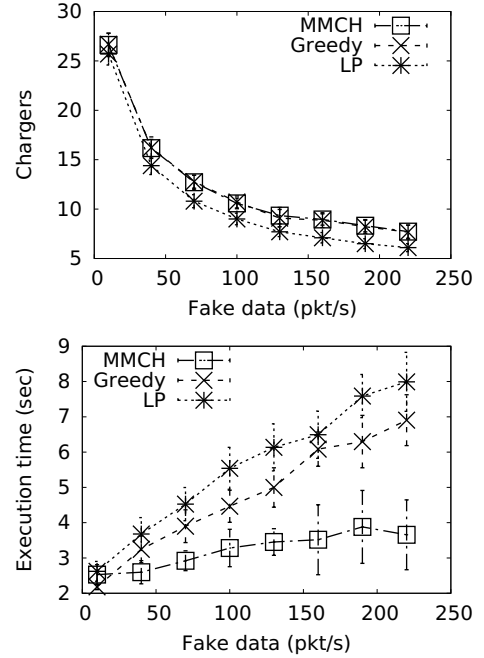 30
25
20
15
10
5
Chargers
MMCH
Greedy
LP
0 50 100 150 200 250
Fake data (pkt/s)
9
8
7
6
5
4
3
2
Execution time (sec)
MMCH
Greedy
LP
0 50 100 150 200 250
Fake data (pkt/s)